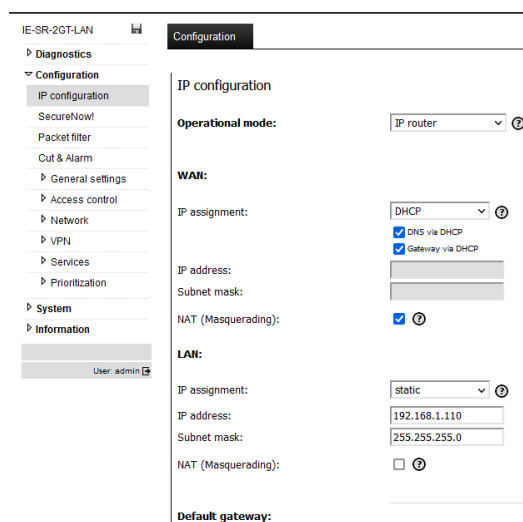 IE-SR-2GT-LAN
Diagnostics
Configuration
IP configuration
SecureNow!
Packet filter
Cut & Alarm
General settings
Access control
Network
VPN
Services
Prioritization
System
Information
User: admin
Configuration
IP configuration
Operational mode: IP router ?
WAN:
IP assignment: DHCP ?
DNS via DHCP
Gateway via DHCP
IP address:
Subnet mask:
NAT (Masquerading): ?
LAN:
IP assignment: static ?
IP address: 192.168.1.110
Subnet mask: 255.255.255.0
NAT (Masquerading): ?
Default gateway: